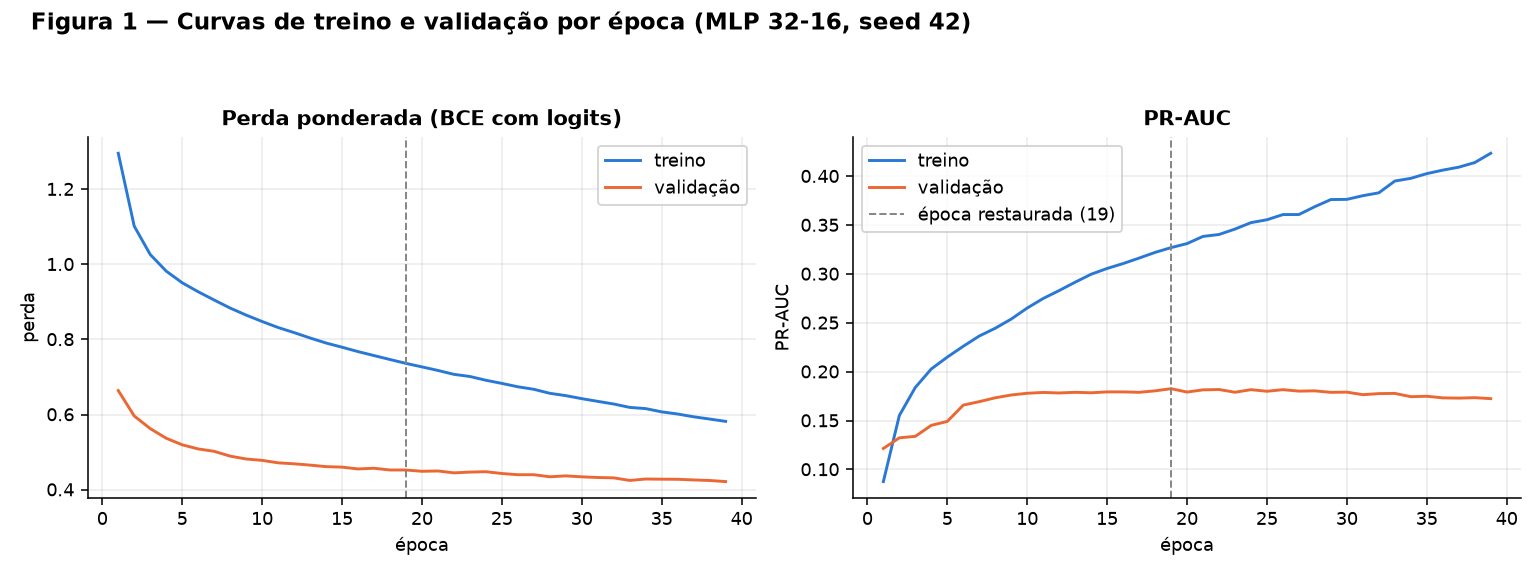 Figura 1 — Curvas de treino e validação por época (MLP 32-16, seed 42)
Perda ponderada (BCE com logits)
treino
validação
perda
1.2
1.0
0.8
0.6
0.4
0 5 10 15 20 25 30 35 40
época
PR-AUC
treino
validação
época restaurada (19)
PR-AUC
0.40
0.35
0.30
0.25
0.20
0.15
0.10
0 5 10 15 20 25 30 35 40
época